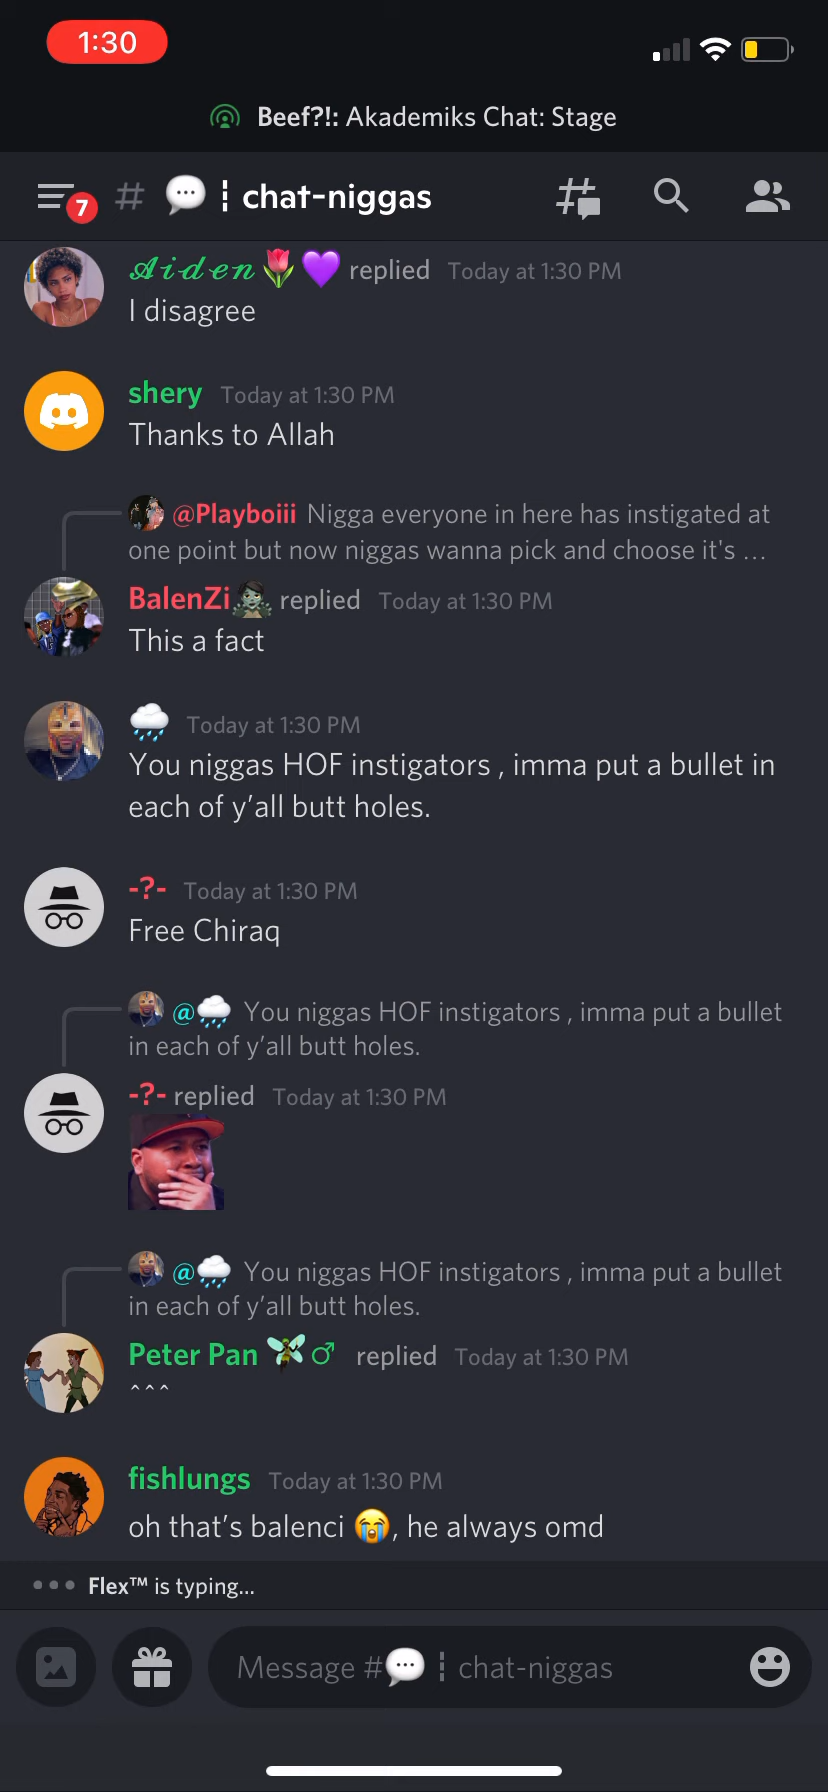 1:30
Beef?!: Akademiks Chat: Stage
7 # 💬 ┋ chat-niggas
𝒜𝒾𝒹𝑒𝓃🌷💜 replied Today at 1:30 PM
I disagree
shery Today at 1:30 PM
Thanks to Allah
@Playboiii Nigga everyone in here has instigated at
one point but now niggas wanna pick and choose it's ...
BalenZi🧟 replied Today at 1:30 PM
This a fact
🌧️ Today at 1:30 PM
You niggas HOF instigators , imma put a bullet in
each of y’all butt holes.
-?- Today at 1:30 PM
Free Chiraq
@🌧️ You niggas HOF instigators , imma put a bullet
in each of y’all butt holes.
-?- replied Today at 1:30 PM
@🌧️ You niggas HOF instigators , imma put a bullet
in each of y’all butt holes.
Peter Pan 🧚♂ replied Today at 1:30 PM
^^^
fishlungs Today at 1:30 PM
oh that’s balenci 😭, he always omd
Flex™ is typing...
Message #💬 ┋ chat-niggas